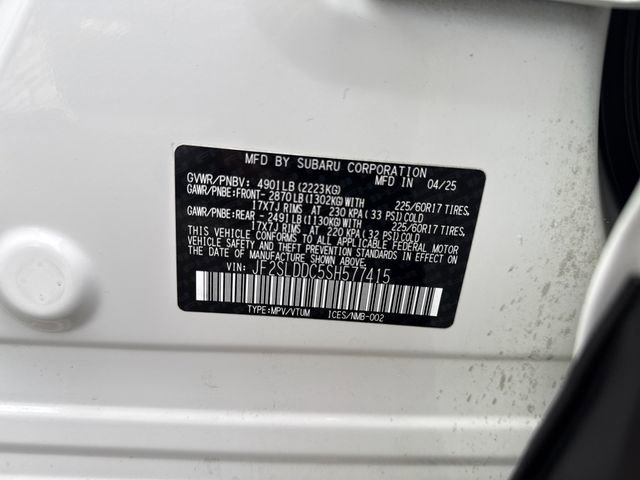 MFD BY SUBARU CORPORATION
MFD IN 04/25
GVWR/PNBV: 4901LB(2223KG)
GAWR/PNBE:FRONT- 2870LB(1302KG)WITH 225/60R17 TIRES,
17X7J RIMS AT 230 KPA(33 PSI)COLD
GAWR/PNBE:REAR - 2491LB(1130KG)WITH 225/60R17 TIRES,
17X7J RIMS AT 220 KPA(32 PSI)COLD
THIS VEHICLE CONFORMS TO ALL APPLICABLE FEDERAL MOTOR
VEHICLE SAFETY AND THEFT PREVENTION STANDARDS IN EFFECT ON
THE DATE OF MANUFACTURE SHOWN ABOVE.
VIN: JF2SLDDC5SH577415
TYPE:MPV/VTUM ICES/NMB-002